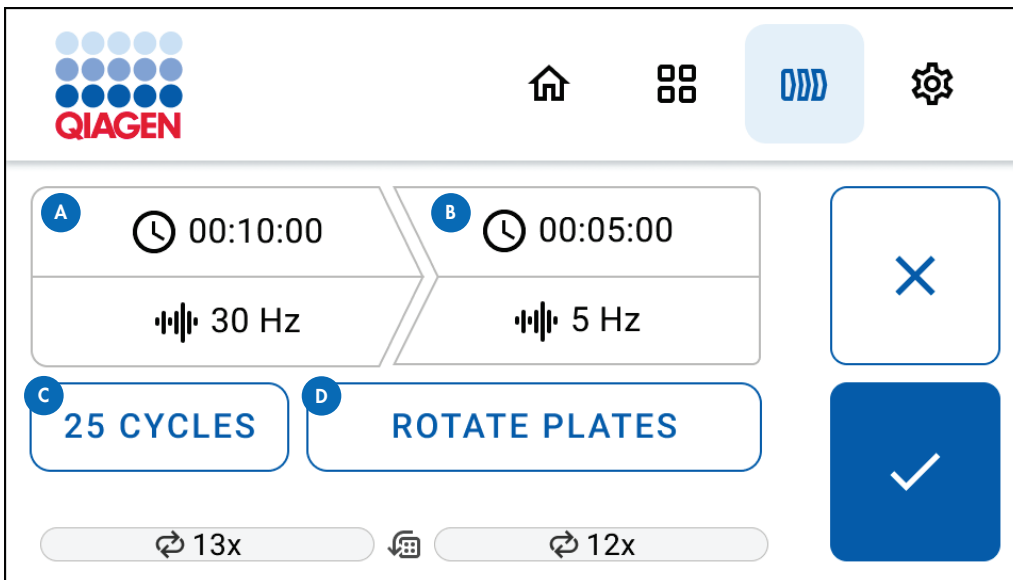 QIAGEN
A
00:10:00
B
00:05:00
30 Hz
5 Hz
C
25 CYCLES
D
ROTATE PLATES
13x
12x